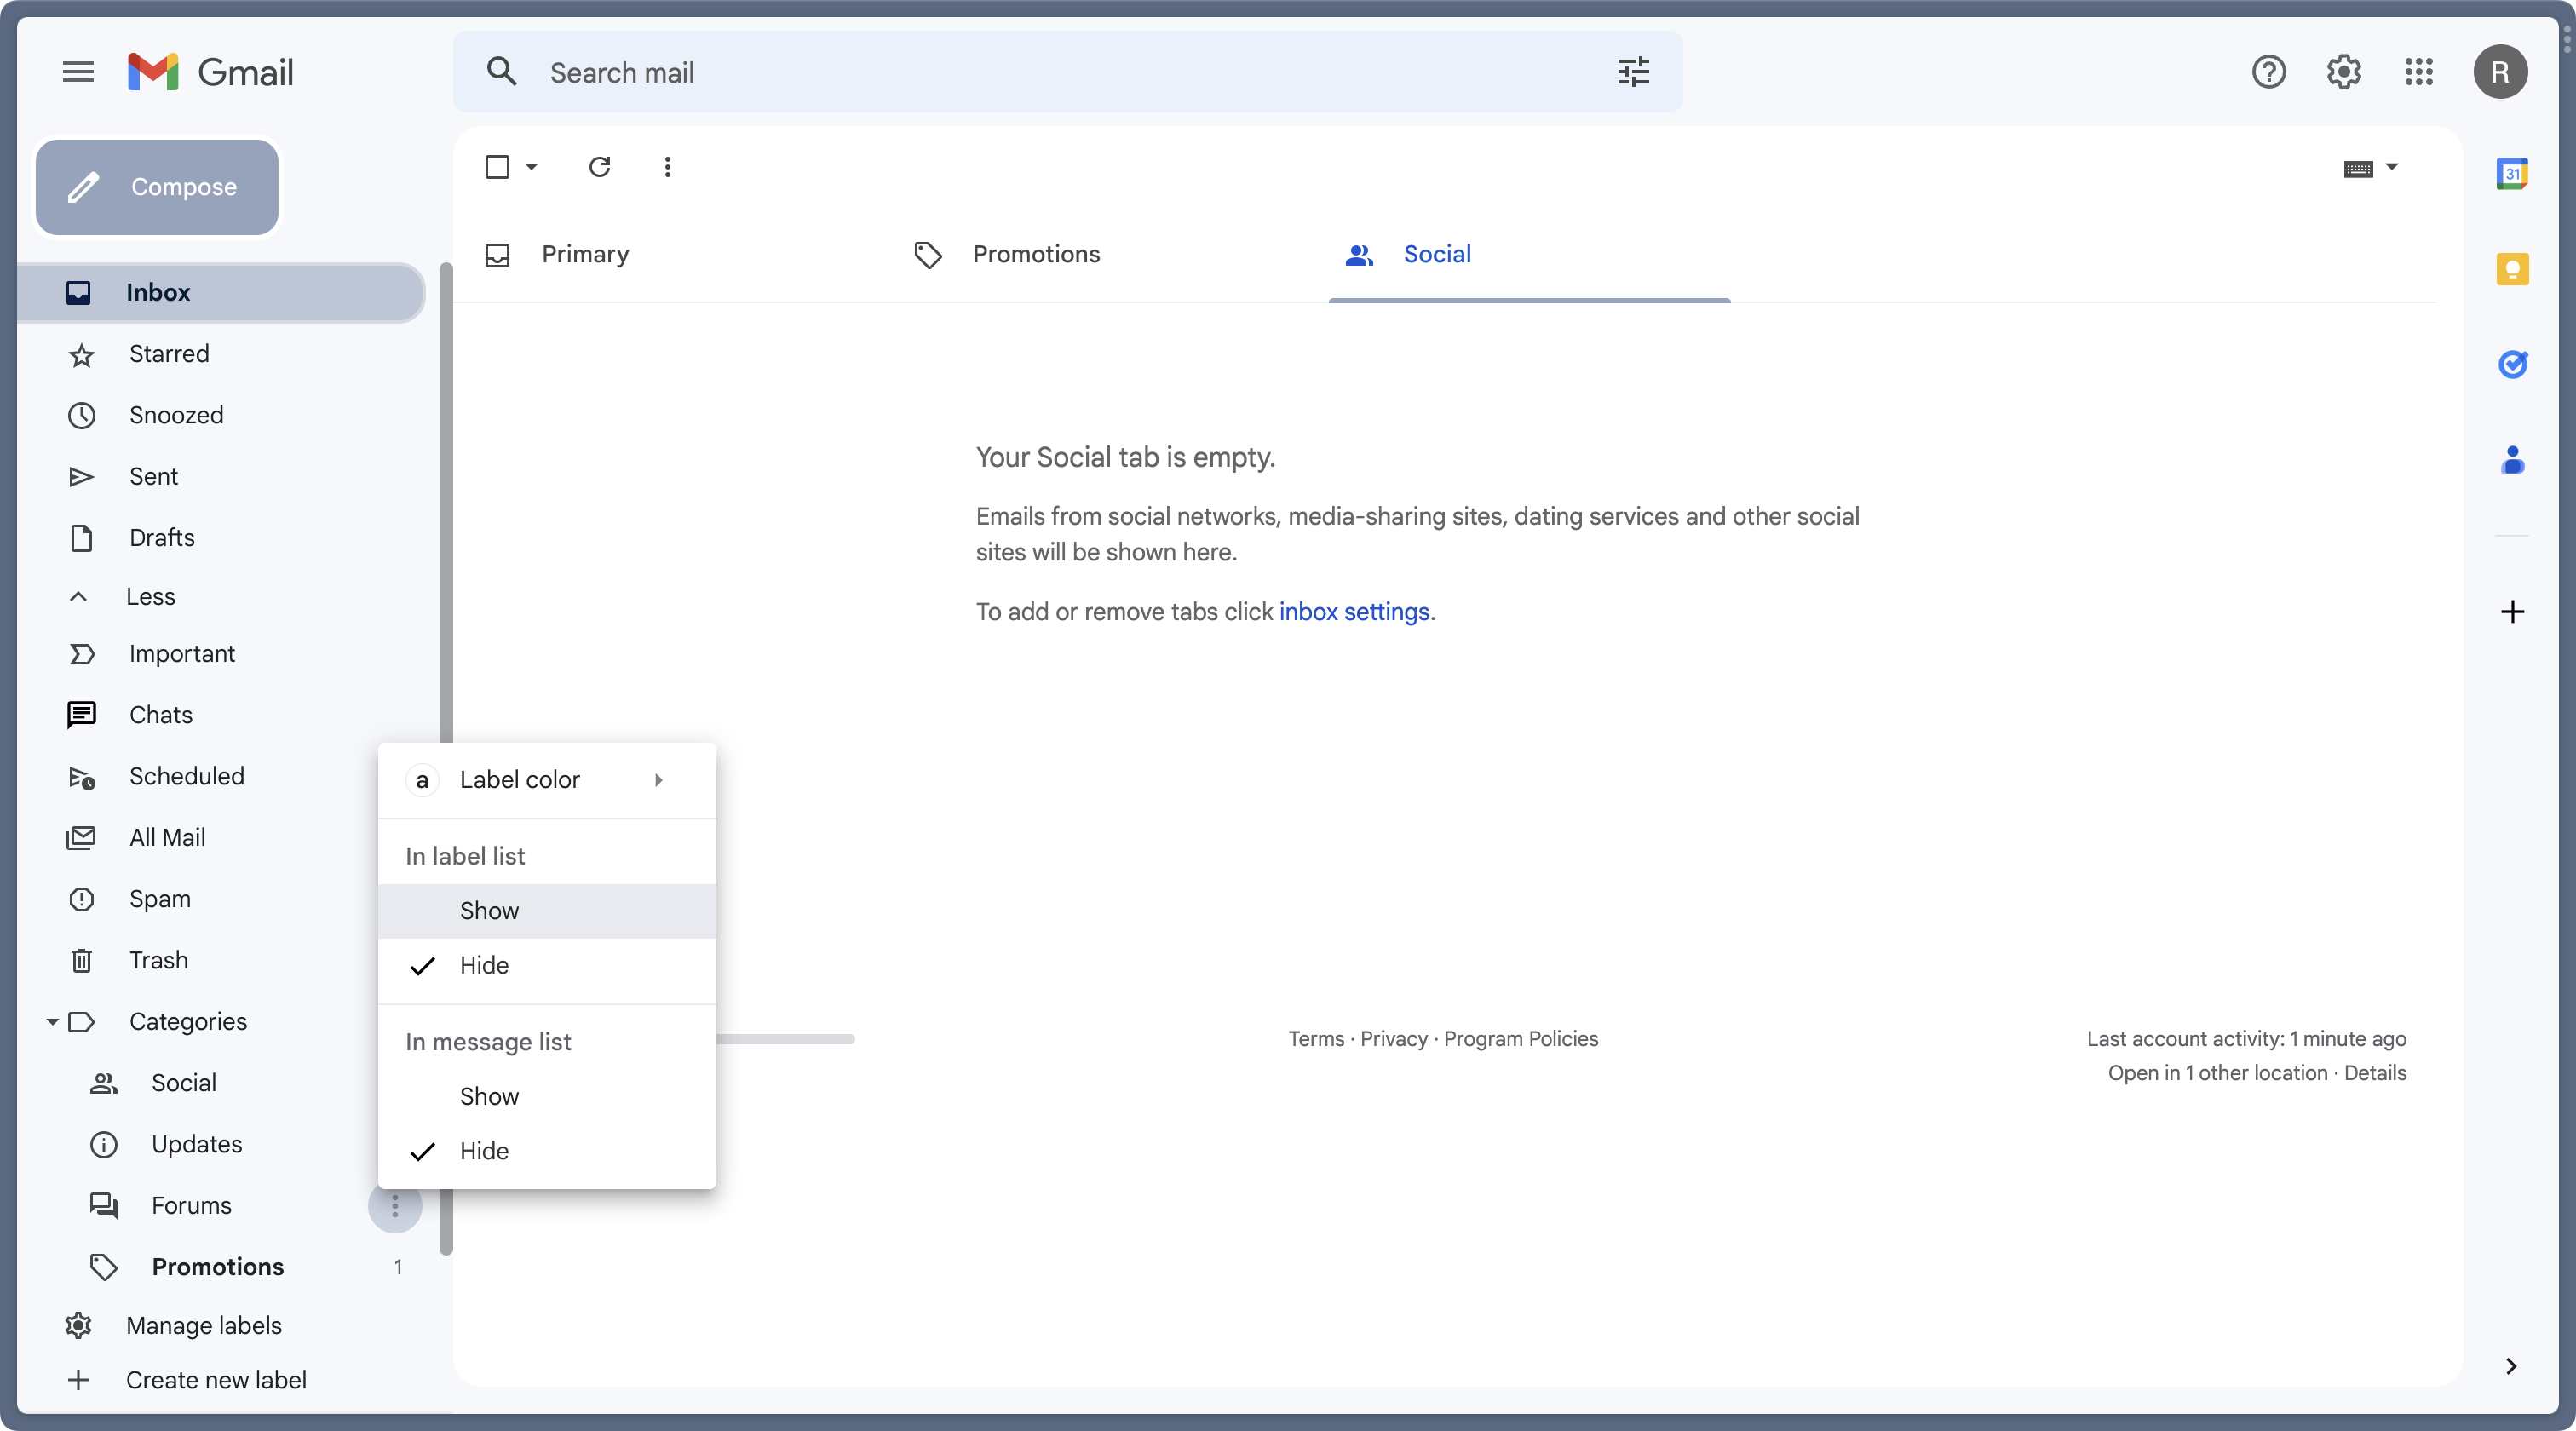 Gmail
Search mail
R
Compose
Inbox
Starred
Snoozed
Sent
Drafts
Less
Important
Chats
Scheduled
All Mail
Spam
Trash
Categories
Social
Updates
Forums
Promotions 1
Manage labels
Create new label
a Label color
In label list
Show
Hide
In message list
Show
Hide
Primary
Promotions
Social
Your Social tab is empty.
Emails from social networks, media-sharing sites, dating services and other social
sites will be shown here.
To add or remove tabs click inbox settings.
Terms · Privacy · Program Policies
Last account activity: 1 minute ago
Open in 1 other location · Details
31